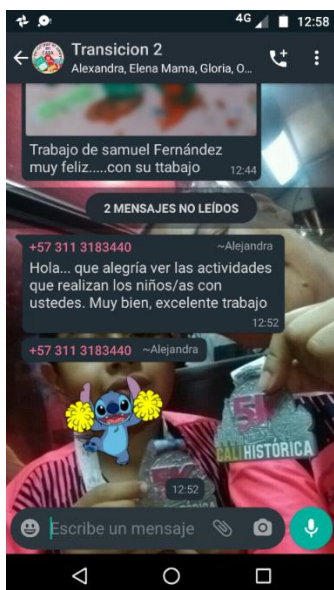 4G 12:58
Transicion 2
Alexandra, Elena Mama, Gloria, O...
Trabajo de samuel Fernández
muy feliz.....con su ttabajo 12:44
2 MENSAJES NO LEÍDOS
+57 311 3183440 ~Alejandra
Hola... que alegría ver las actividades
que realizan los niños/as con
ustedes. Muy bien, excelente trabajo
12:52
+57 311 3183440 ~Alejandra
5K
CALI HISTÓRICA
5K
12:52
Escribe un mensaje